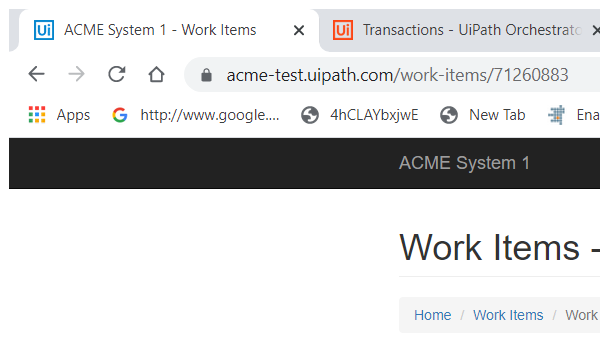 Ui ACME System 1 - Work Items × Ui Transactions - UiPath Orchestrato
acme-test.uipath.com/work-items/71260883
Apps G http://www.google.... 4hCLAYbxjwE New Tab Ena
ACME System 1
Work Items -
Home / Work Items / Work